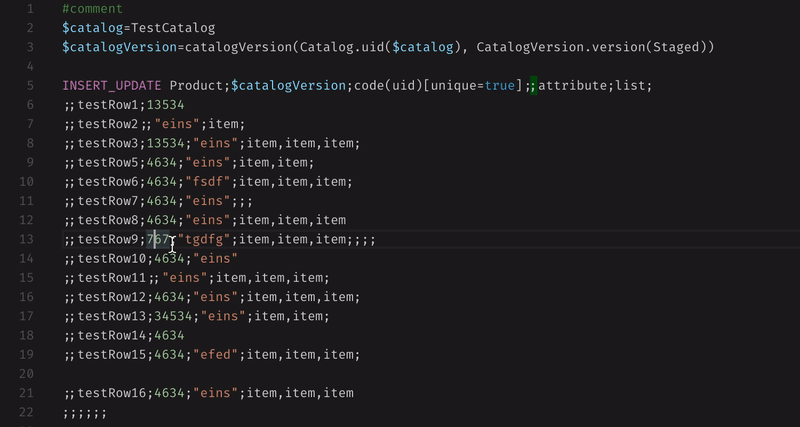 1 #comment
2 $catalog=TestCatalog
3 $catalogVersion=catalogVersion(Catalog.uid($catalog), CatalogVersion.version(Staged))
4
5 INSERT_UPDATE Product;$catalogVersion;code(uid)[unique=true];;attribute;list;
6 ;;testRow1;13534
7 ;;testRow2;;"eins";item;
8 ;;testRow3;13534;"eins";item,item,item;
9 ;;testRow5;4634;"eins";item,item;
10 ;;testRow6;4634;"fsdf";item,item,item;
11 ;;testRow7;4634;"eins";;;
12 ;;testRow8;4634;"eins";item,item,item
13 ;;testRow9;767;"tgdfg";item,item,item;;;;
14 ;;testRow10;4634;"eins"
15 ;;testRow11;;"eins";item,item,item;
16 ;;testRow12;4634;"eins";item,item,item;
17 ;;testRow13;34534;"eins";item,item;
18 ;;testRow14;4634
19 ;;testRow15;4634;"efed";item,item,item;
20
21 ;;testRow16;4634;"eins";item,item,item
22 ;;;;;;